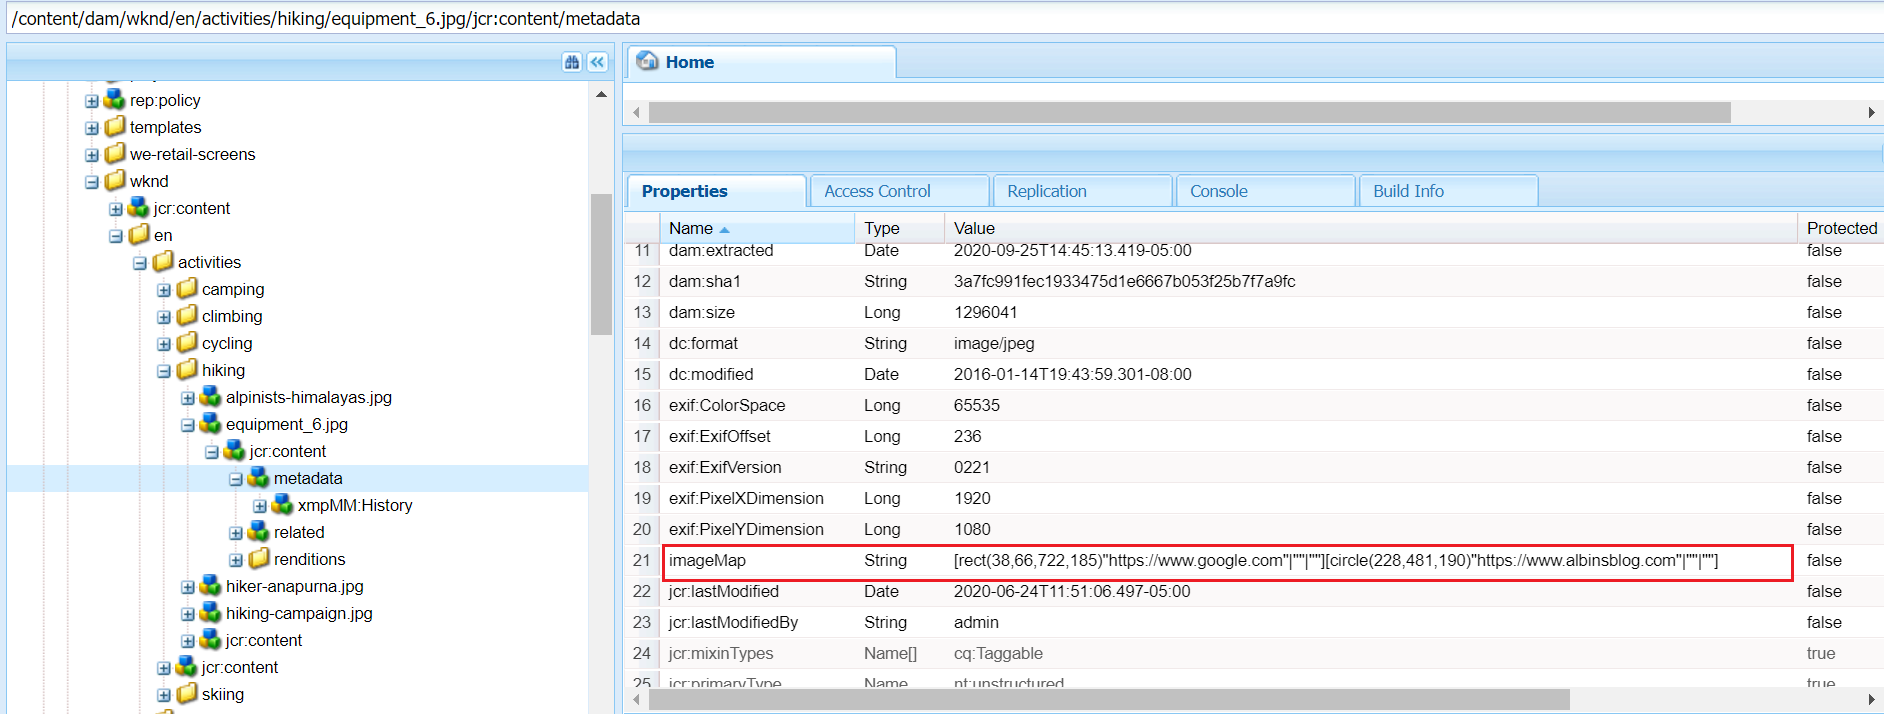 /content/dam/wknd/en/activities/hiking/equipment_6.jpg/jcr:content/metadata
rep:policy
templates
we-retail-screens
wknd
jcr:content
en
activities
camping
climbing
cycling
hiking
alpinists-himalayas.jpg
equipment_6.jpg
jcr:content
metadata
xmpMM:History
related
renditions
hiker-anapurna.jpg
hiking-campaign.jpg
jcr:content
jcr:content
skiing
Home
Properties Access Control Replication Console Build Info
Name Type Value Protected
11 dam:extracted Date 2020-09-25T14:45:13.419-05:00 false
12 dam:sha1 String 3a7fc991fec1933475d1e6667b053f25b7f7a9fc false
13 dam:size Long 1296041 false
14 dc:format String image/jpeg false
15 dc:modified Date 2016-01-14T19:43:59.301-08:00 false
16 exif:ColorSpace Long 65535 false
17 exif:ExifOffset Long 236 false
18 exif:ExifVersion String 0221 false
19 exif:PixelXDimension Long 1920 false
20 exif:PixelYDimension Long 1080 false
21 imageMap String [rect(38,66,722,185)"https://www.google.com"|""|""][circle(228,481,190)"https://www.albinsblog.com"|""|""] false
22 jcr:lastModified Date 2020-06-24T11:51:06.497-05:00 false
23 jcr:lastModifiedBy String admin false
24 jcr:mixinTypes Name[] cq:Taggable true
25 jcr:primaryType Name nt:unstructured true